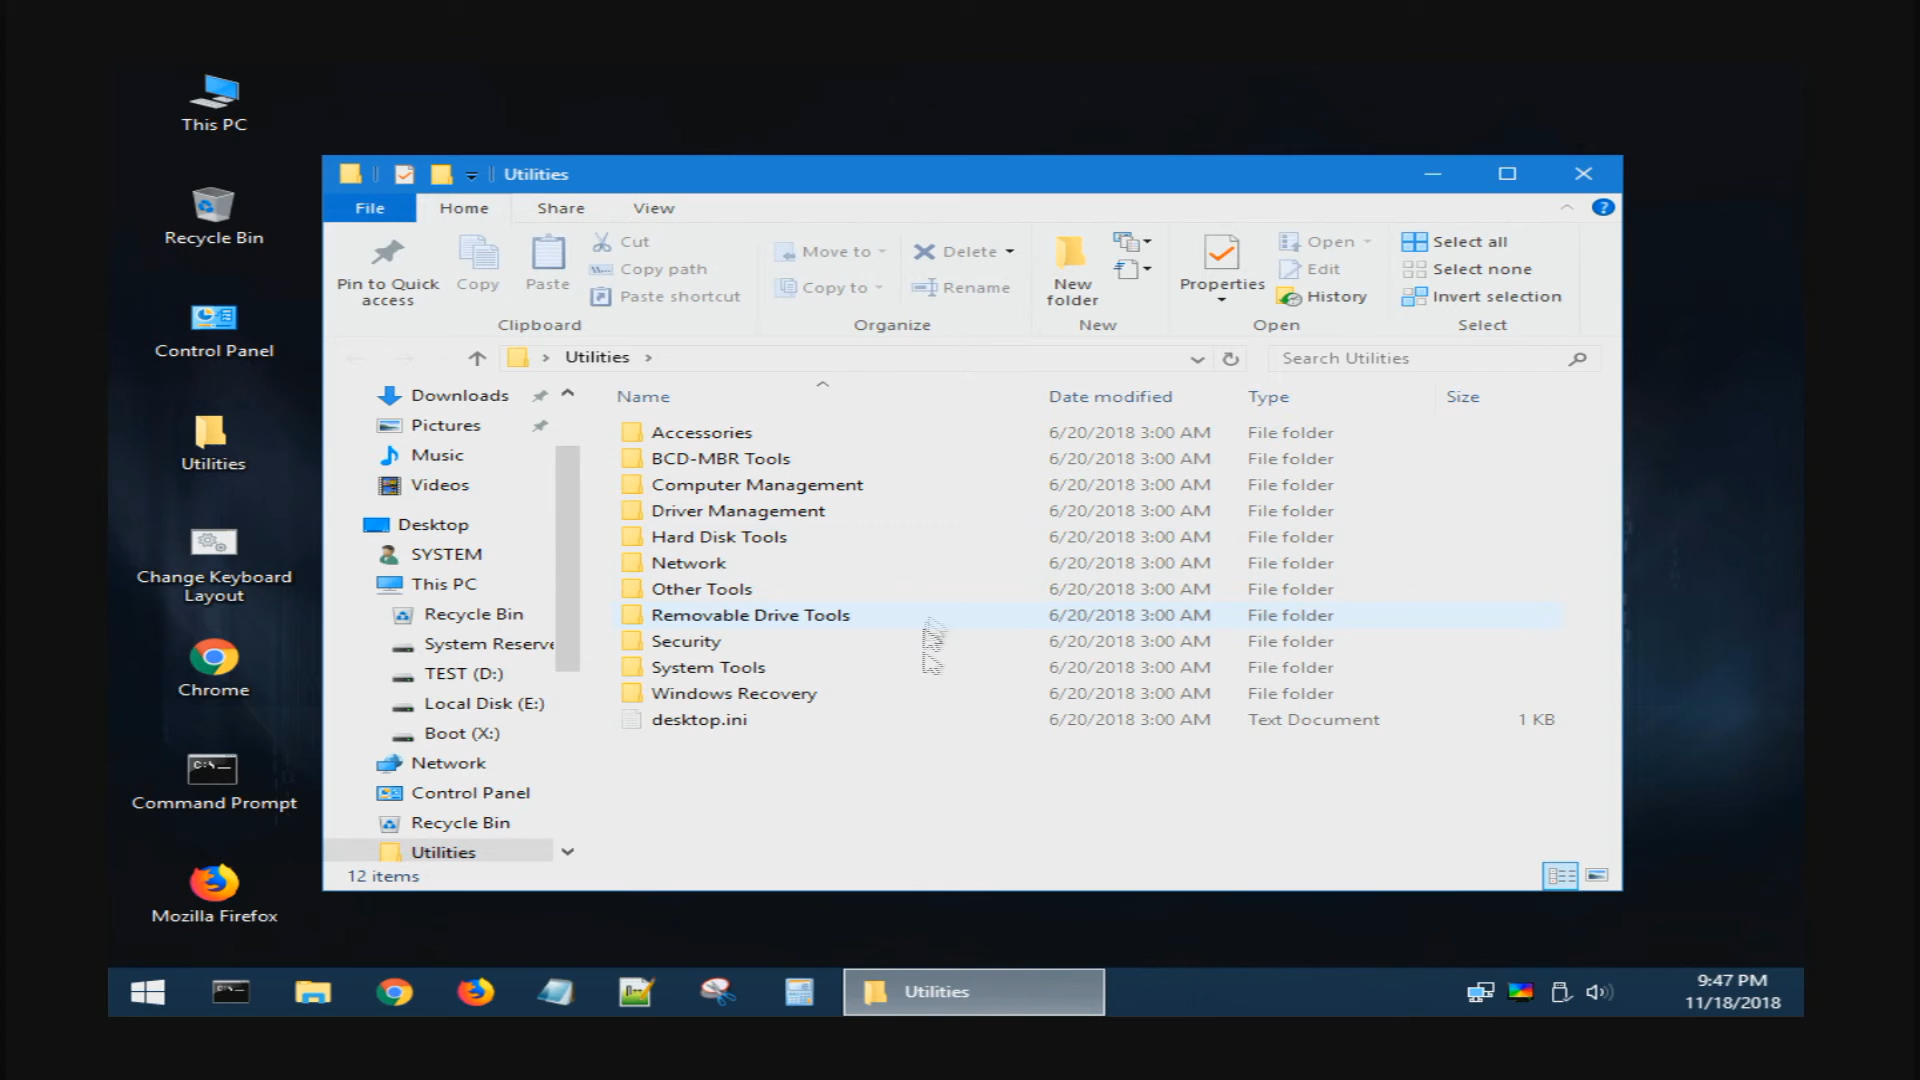 This PC
Recycle Bin
Control Panel
Utilities
Change Keyboard
Layout
Chrome
Command Prompt
Mozilla Firefox
Utilities
File Home Share View
Pin to Quick
access
Copy
Paste
Cut
Copy path
Paste shortcut
Clipboard
Move to
Copy to
Delete
Rename
Organize
New
folder
New
Properties
Open
Edit
History
Open
Select all
Select none
Invert selection
Select
Utilities
Search Utilities
Downloads
Pictures
Music
Videos
Desktop
SYSTEM
This PC
Recycle Bin
System Reserve
TEST (D:)
Local Disk (E:)
Boot (X:)
Network
Control Panel
Recycle Bin
Utilities
Name Date modified Type Size
Accessories 6/20/2018 3:00 AM File folder
BCD-MBR Tools 6/20/2018 3:00 AM File folder
Computer Management 6/20/2018 3:00 AM File folder
Driver Management 6/20/2018 3:00 AM File folder
Hard Disk Tools 6/20/2018 3:00 AM File folder
Network 6/20/2018 3:00 AM File folder
Other Tools 6/20/2018 3:00 AM File folder
Removable Drive Tools 6/20/2018 3:00 AM File folder
Security 6/20/2018 3:00 AM File folder
System Tools 6/20/2018 3:00 AM File folder
Windows Recovery 6/20/2018 3:00 AM File folder
desktop.ini 6/20/2018 3:00 AM Text Document 1 KB
12 items
Utilities
9:47 PM
11/18/2018